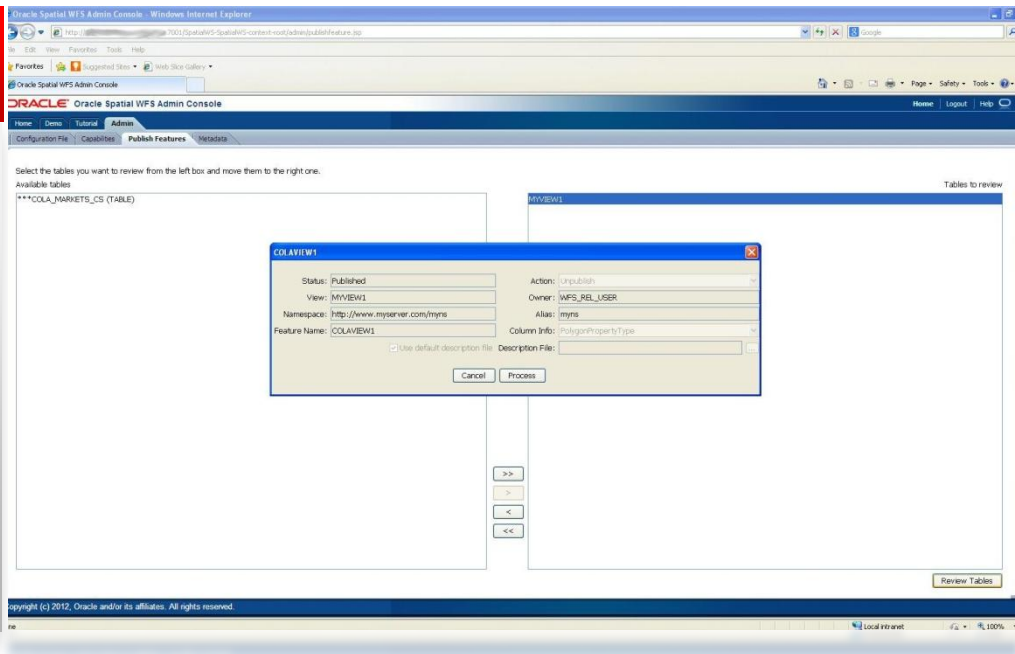 Oracle Spatial WFS Admin Console - Windows Internet Explorer
http:// 7001/SpatialWS-SpatialWS-context-root/admin/publishfeature.jsp
Google
Edit View Favorites Tools Help
Favorites Suggested Sites Web Slice Gallery
Oracle Spatial WFS Admin Console
Page Safety Tools
ORACLE Oracle Spatial WFS Admin Console
Home Logout Help
Home Demo Tutorial Admin
Configuration File Capabilities Publish Features Metadata
Select the tables you want to review from the left box and move them to the right one.
Available tables
Tables to review
***COLA_MARKETS_CS (TABLE)
MYVIEW1
COLAVIEW1
Status: Published Action: Unpublish
View: MYVIEW1 Owner: WFS_REL_USER
Namespace: http://www.myserver.com/myns Alias: myns
Feature Name: COLAVIEW1 Column Info: PolygonPropertyType
Use default description file Description File: ...
Cancel Process
>>
>
<
<<
Review Tables
Copyright (c) 2012, Oracle and/or its affiliates. All rights reserved.
Local intranet 100%